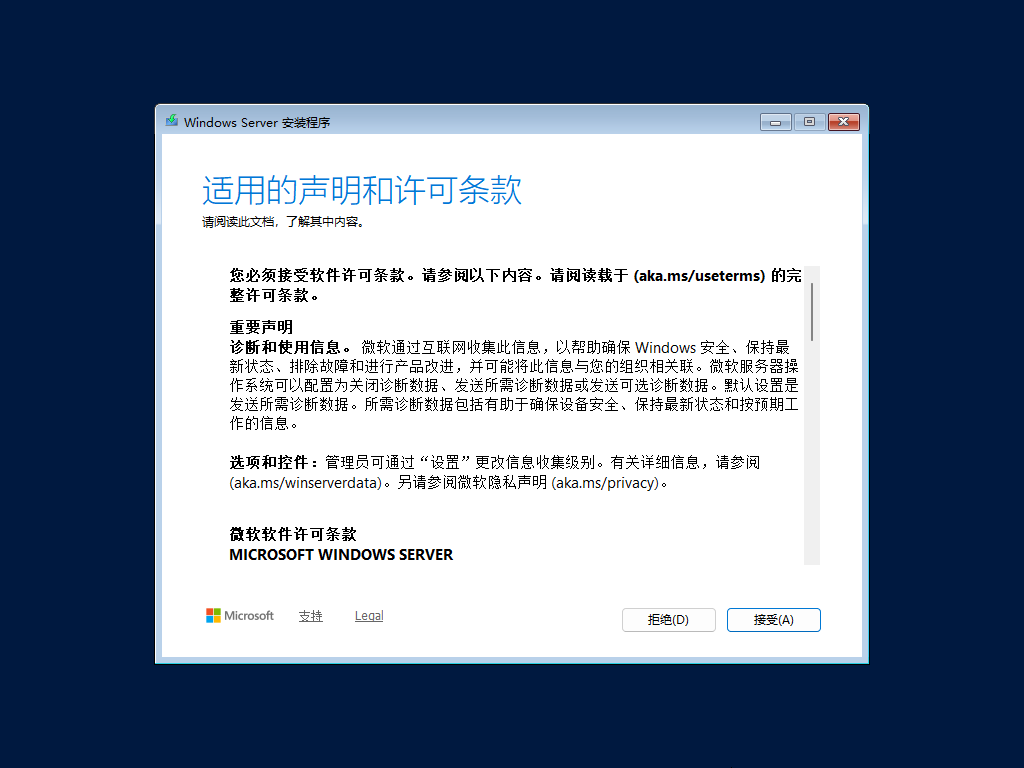 Windows Server 安装程序
适用的声明和许可条款
请阅读此文档，了解其中内容。
您必须接受软件许可条款。请参阅以下内容。请阅读载于 (aka.ms/useterms) 的完
整许可条款。
重要声明
诊断和使用信息。 微软通过互联网收集此信息，以帮助确保 Windows 安全、保持最
新状态、排除故障和进行产品改进，并可能将此信息与您的组织相关联。微软服务器操
作系统可以配置为关闭诊断数据、发送所需诊断数据或发送可选诊断数据。默认设置是
发送所需诊断数据。所需诊断数据包括有助于确保设备安全、保持最新状态和按预期工
作的信息。
选项和控件：管理员可通过“设置”更改信息收集级别。有关详细信息，请参阅
(aka.ms/winserverdata)。另请参阅微软隐私声明 (aka.ms/privacy)。
微软软件许可条款
MICROSOFT WINDOWS SERVER
Microsoft 支持 Legal 拒绝(D) 接受(A)